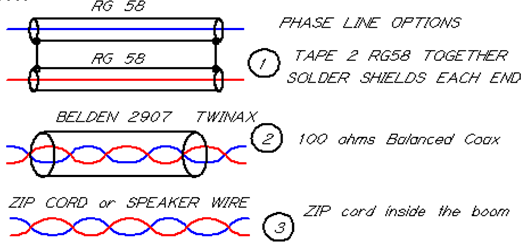 RG 58
PHASE LINE OPTIONS
RG 58
1
TAPE 2 RG58 TOGETHER
SOLDER SHIELDS EACH END
BELDEN 2907 TWINAX
2
100 ohms Balanced Coax
ZIP CORD or SPEAKER WIRE
3
ZIP cord inside the boom